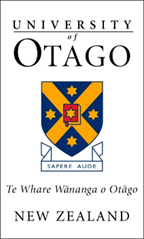 UNIVERSITY
of
OTAGO
SAPERE AUDE
Te Whare Wānanga o Otāgo
NEW ZEALAND